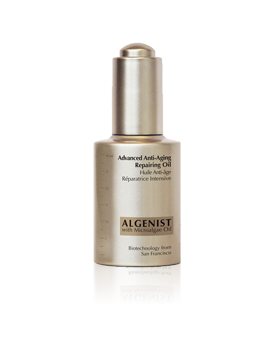 Advanced Anti-Aging
Repairing Oil
Huile Anti-âge
Réparatrice Intensive
ALGENIST
with Microalgae Oil
Biotechnology from
San Francisco